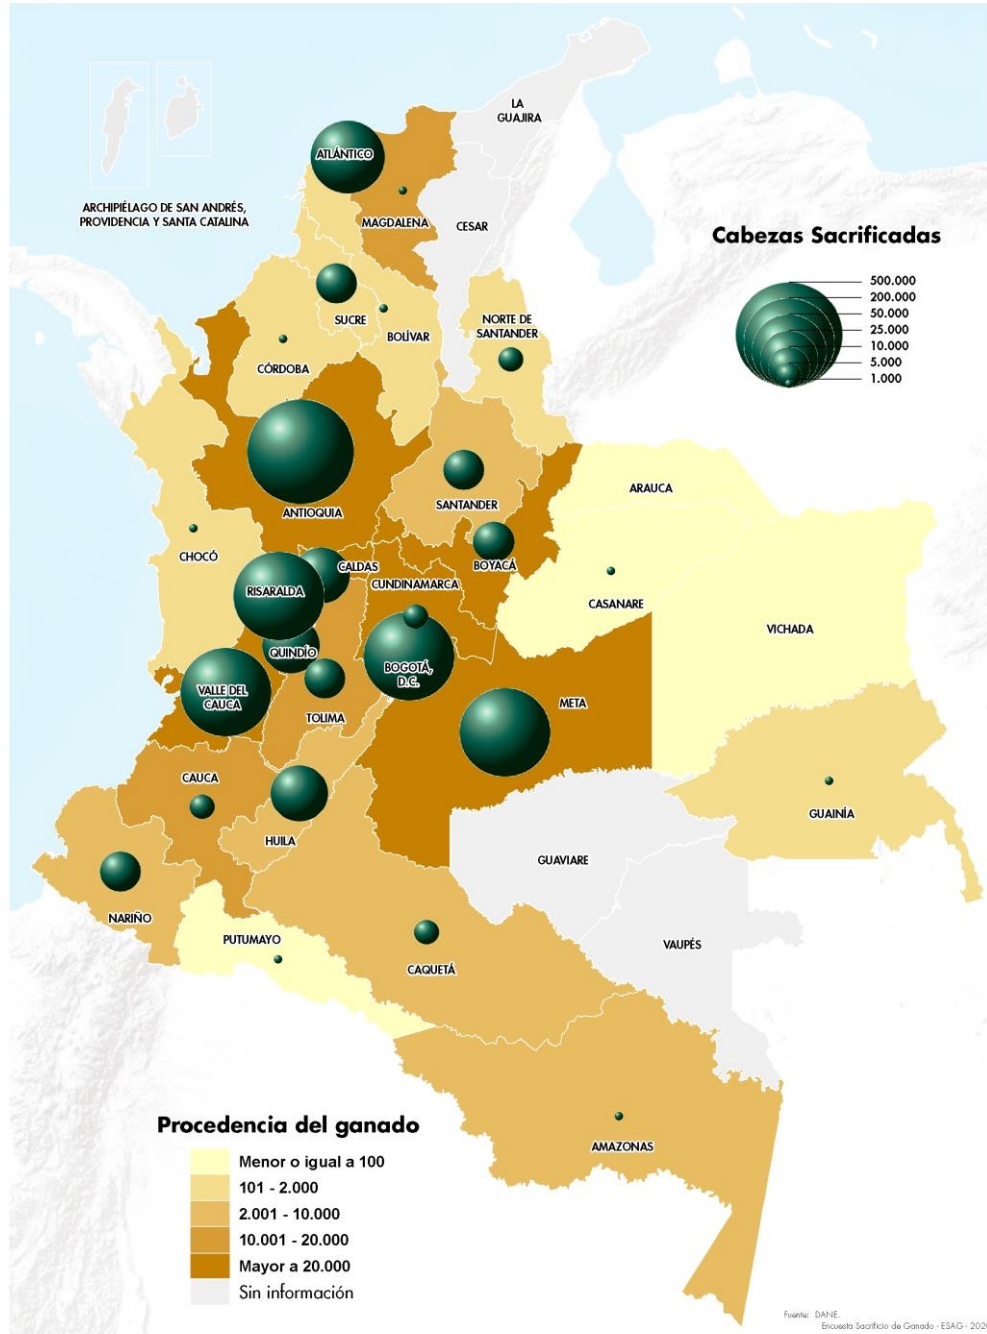 LA
GUAJIRA
ATLÁNTICO
ARCHIPIÉLAGO DE SAN ANDRÉS,
PROVIDENCIA Y SANTA CATALINA
MAGDALENA
CESAR
Cabezas Sacrificadas
500.000
200.000
50.000
25.000
10.000
5.000
1.000
SUCRE
BOLÍVAR
NORTE DE
SANTANDER
CÓRDOBA
ANTIOQUIA
SANTANDER
ARAUCA
CHOCÓ
CALDAS
BOYACÁ
CUNDINAMARCA
RISARALDA
CASANARE
VICHADA
QUINDÍO
BOGOTÁ,
D.C.
VALLE DEL
CAUCA
TOLIMA
META
CAUCA
GUAINÍA
HUILA
GUAVIARE
NARIÑO
PUTUMAYO
VAUPÉS
CAQUETÁ
AMAZONAS
Procedencia del ganado
Menor o igual a 100
101 - 2.000
2.001 - 10.000
10.001 - 20.000
Mayor a 20.000
Sin información
Fuente: DANE.
Encuesta Sacrificio de Ganado - ESAG - 2020